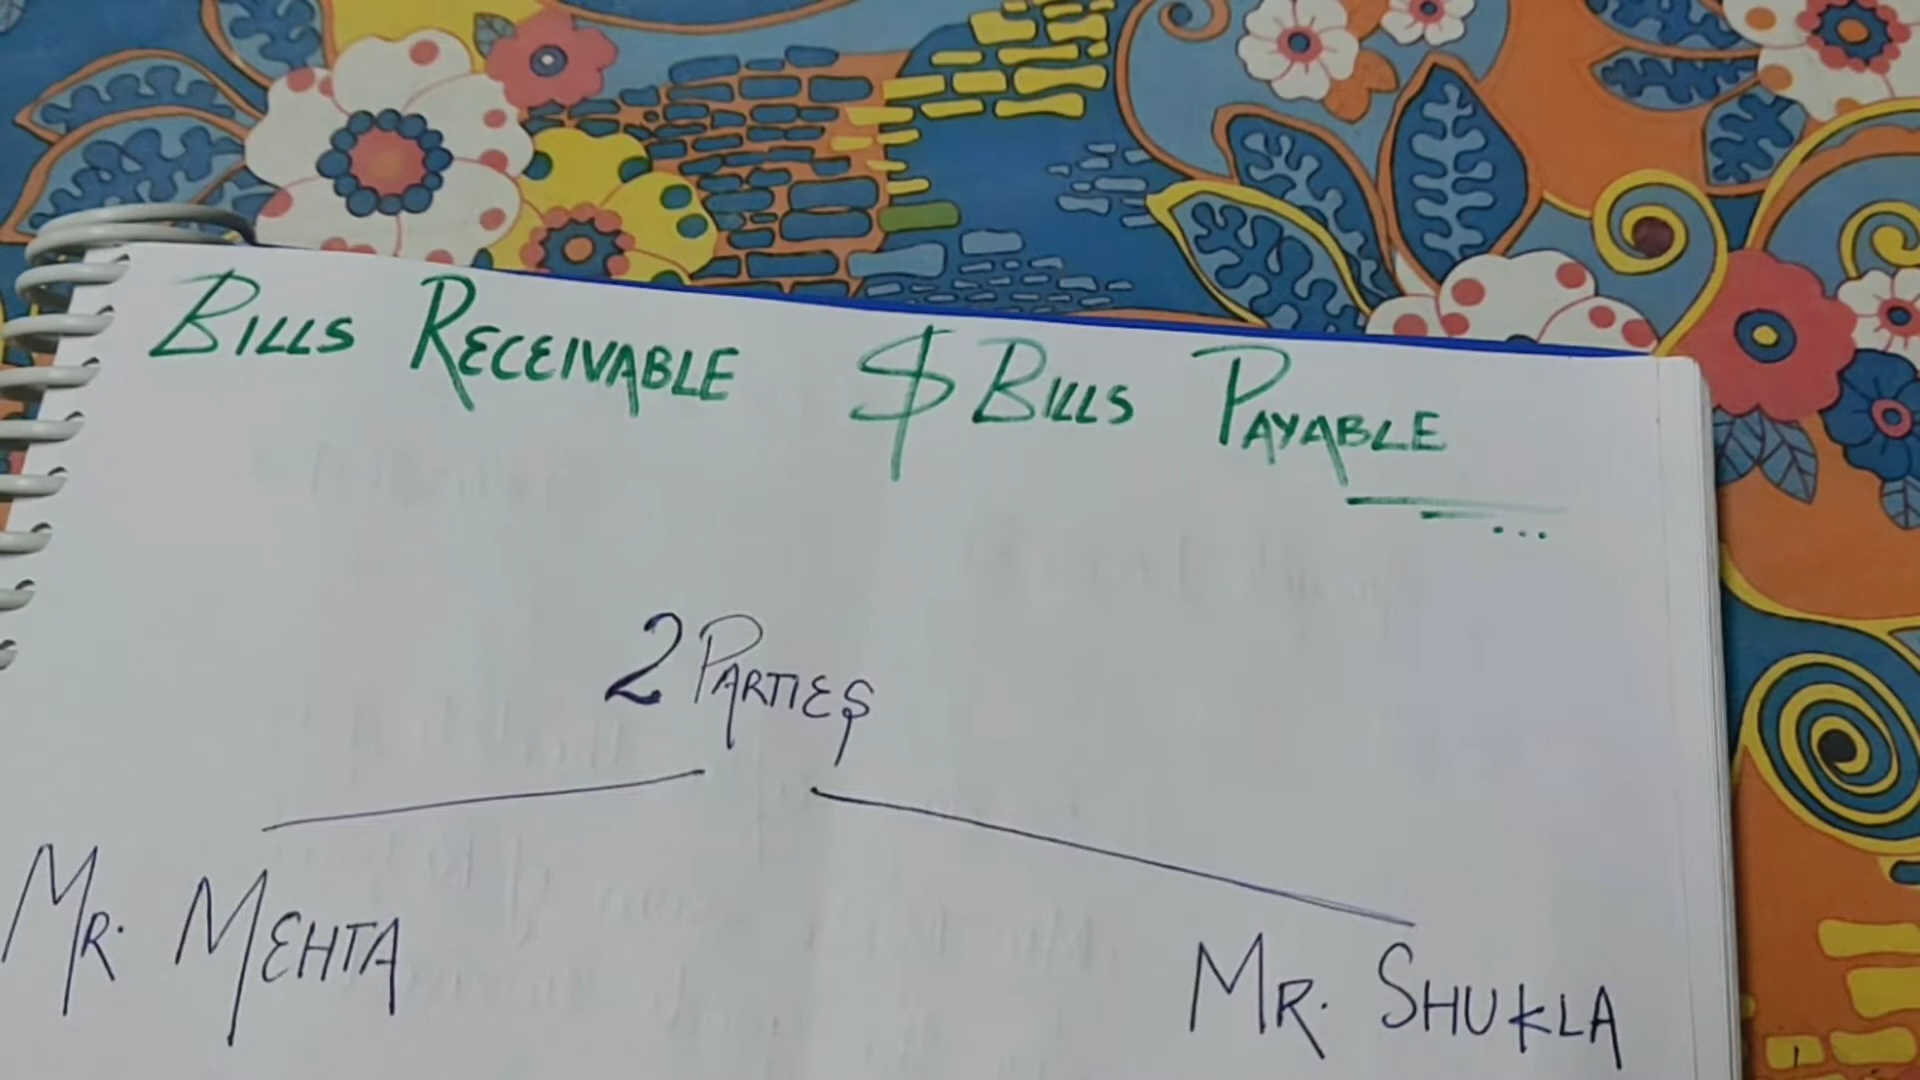 BILLS RECEIVABLE $ BILLS PAYABLE
2 PARTIES
MR. MEHTA
MR. SHUKLA